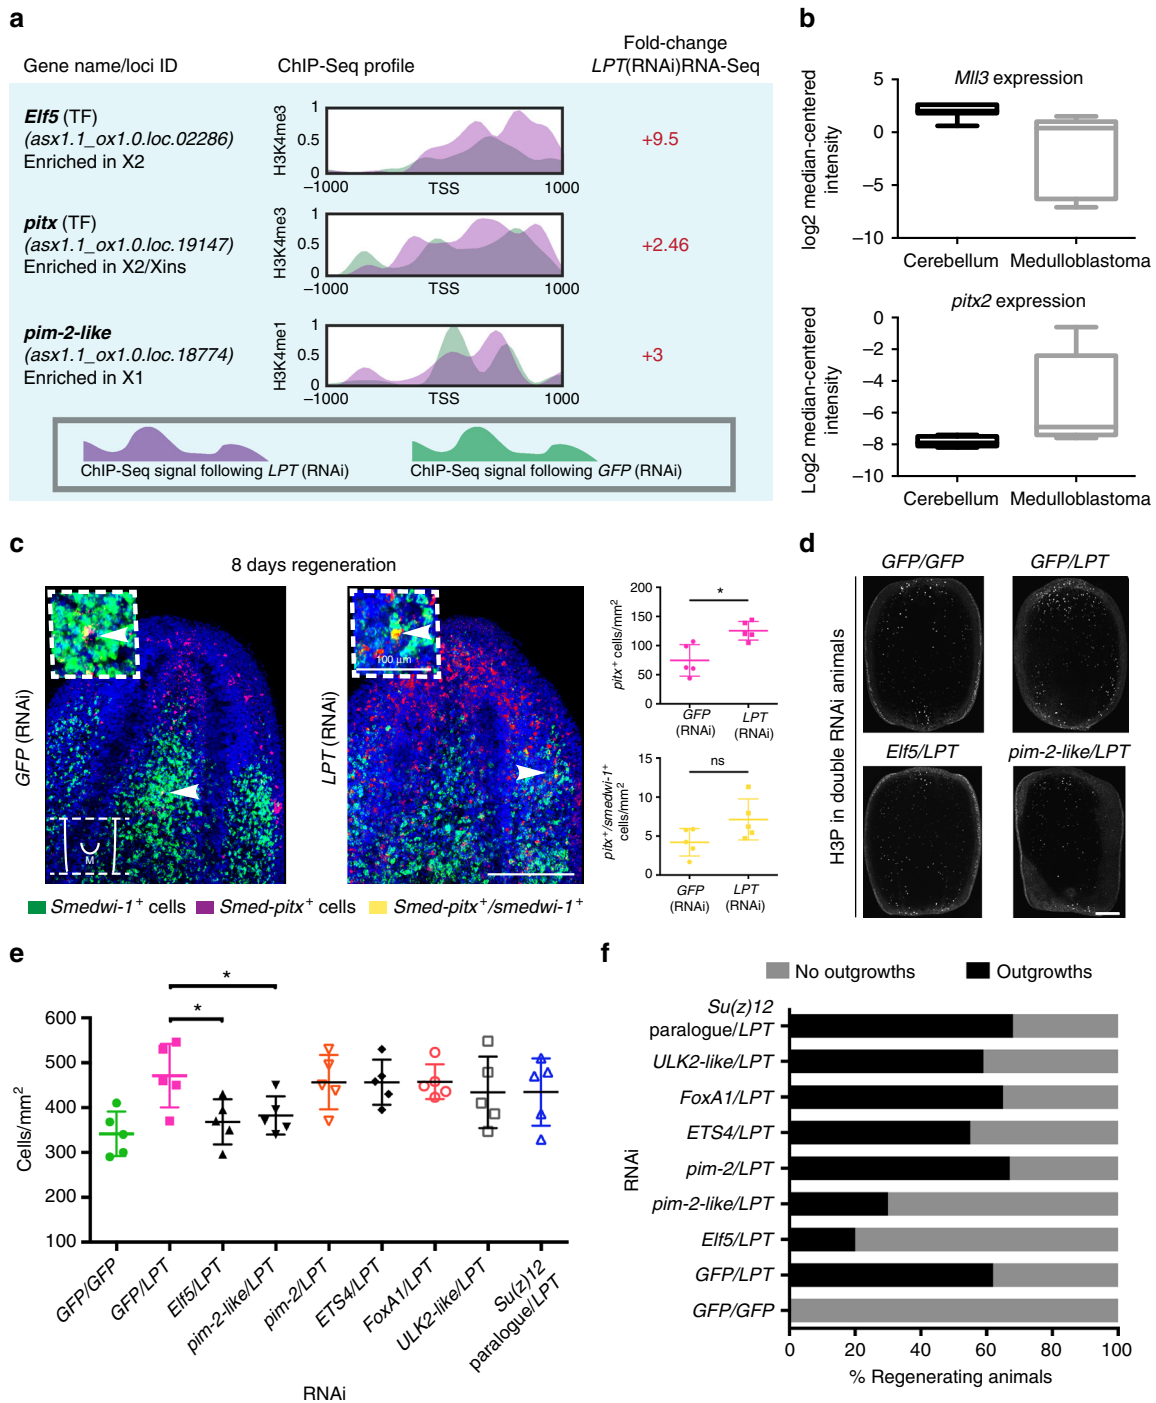 a
Gene name/loci ID
ChIP-Seq profile
Fold-change
LPT(RNAi)RNA-Seq
Elf5 (TF)
(asx1.1_ox1.0.loc.02286)
Enriched in X2
H3K4me3
1
0.5
0
−1000
TSS
1000
+9.5
pitx (TF)
(asx1.1_ox1.0.loc.19147)
Enriched in X2/Xins
H3K4me3
1
0.5
0
−1000
TSS
1000
+2.46
pim-2-like
(asx1.1_ox1.0.loc.18774)
Enriched in X1
H3K4me1
1
0.5
0
−1000
TSS
1000
+3
ChIP-Seq signal following LPT (RNAi)
ChIP-Seq signal following GFP (RNAi)
b
Mll3 expression
log2 median-centered
intensity
5
0
−5
−10
Cerebellum
Medulloblastoma
pitx2 expression
Log2 median-centered
intensity
0
−2
−4
−6
−8
−10
Cerebellum
Medulloblastoma
c
8 days regeneration
GFP (RNAi)
M
LPT (RNAi)
100 μm
Smedwi-1+ cells
Smed-pitx+ cells
Smed-pitx+/smedwi-1+
pitx+ cells/mm2
200
150
100
50
0
*
GFP
(RNAi)
LPT
(RNAi)
pitx+/smedwi-1+
cells/mm2
15
10
5
0
ns
GFP
(RNAi)
LPT
(RNAi)
d
H3P in double RNAi animals
GFP/GFP
GFP/LPT
Elf5/LPT
pim-2-like/LPT
e
Cells/mm2
600
500
400
300
200
100
*
*
GFP/GFP
GFP/LPT
Elf5/LPT
pim-2-like/LPT
pim-2/LPT
ETS4/LPT
FoxA1/LPT
ULK2-like/LPT
Su(z)12
paralogue/LPT
RNAi
f
No outgrowths
Outgrowths
RNAi
Su(z)12
paralogue/LPT
ULK2-like/LPT
FoxA1/LPT
ETS4/LPT
pim-2/LPT
pim-2-like/LPT
Elf5/LPT
GFP/LPT
GFP/GFP
0
20
40
60
80
100
% Regenerating animals